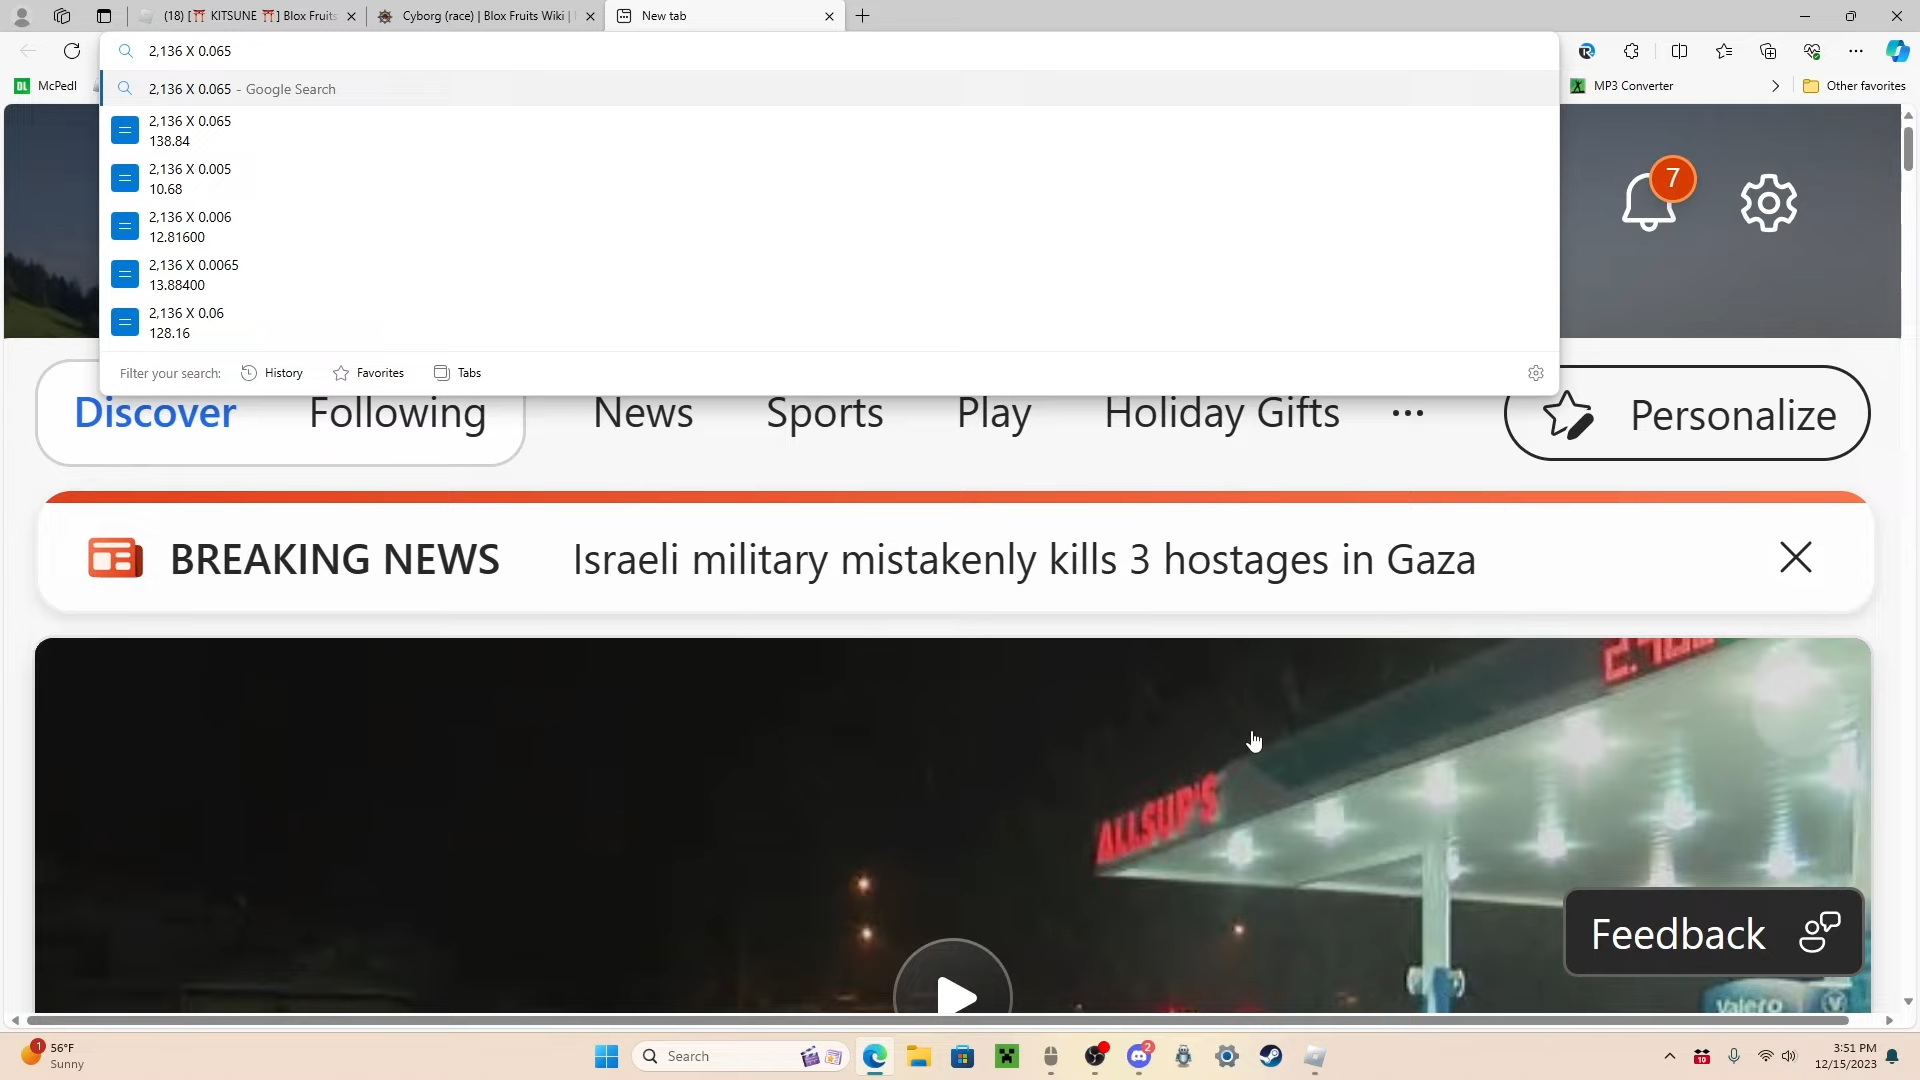 (18) [⛩️ KITSUNE ⛩️] Blox Fruits
Cyborg (race) | Blox Fruits Wiki |
New tab
2,136 X 0.065
McPedl
MP3 Converter
Other favorites
2,136 X 0.065 - Google Search
2,136 X 0.065
138.84
2,136 X 0.005
10.68
2,136 X 0.006
12.81600
2,136 X 0.0065
13.88400
2,136 X 0.06
128.16
Filter your search:
History
Favorites
Tabs
7
Discover
Following
News
Sports
Play
Holiday Gifts
Personalize
BREAKING NEWS
Israeli military mistakenly kills 3 hostages in Gaza
ALLSUP'S
Feedback
Valero
1
56°F
Sunny
Search
2
10
3:51 PM
12/15/2023